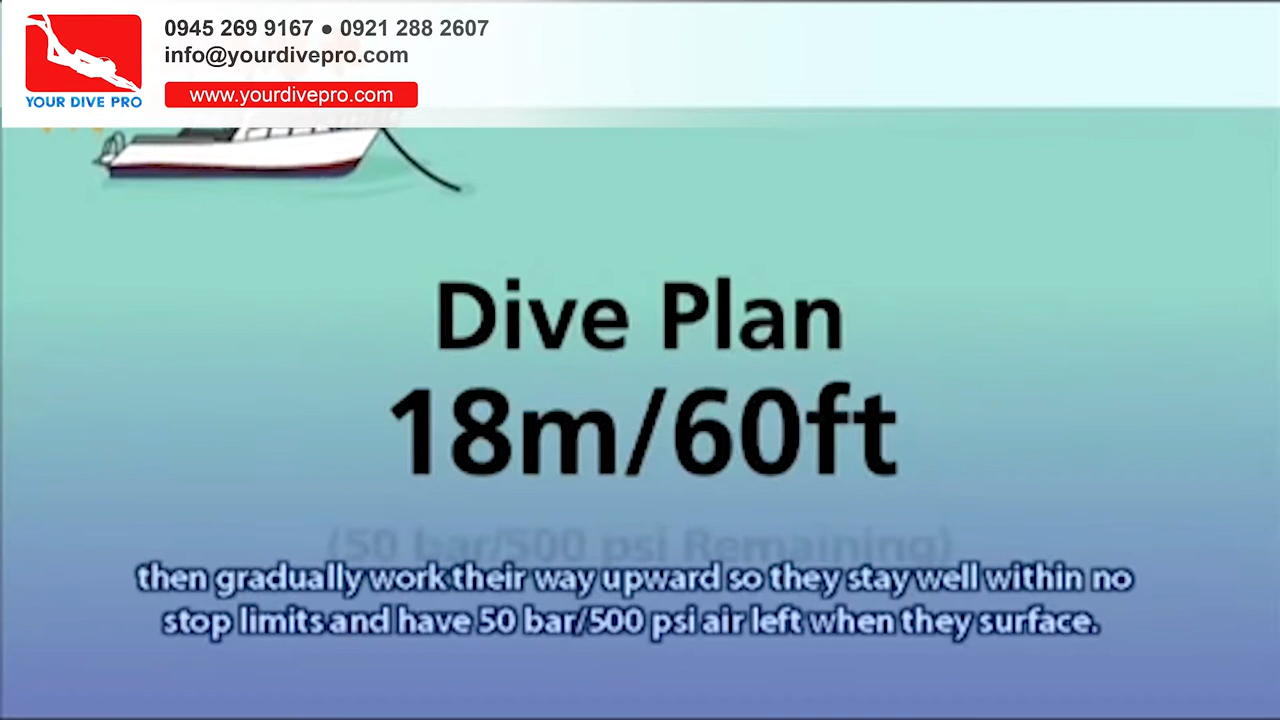 0945 269 9167 ● 0921 288 2607
info@yourdivepro.com
www.yourdivepro.com
YOUR DIVE PRO
Dive Plan
18m/60ft
(50 bar/500 psi Remaining)
then gradually work their way upward so they stay well within no
stop limits and have 50 bar/500 psi air left when they surface.